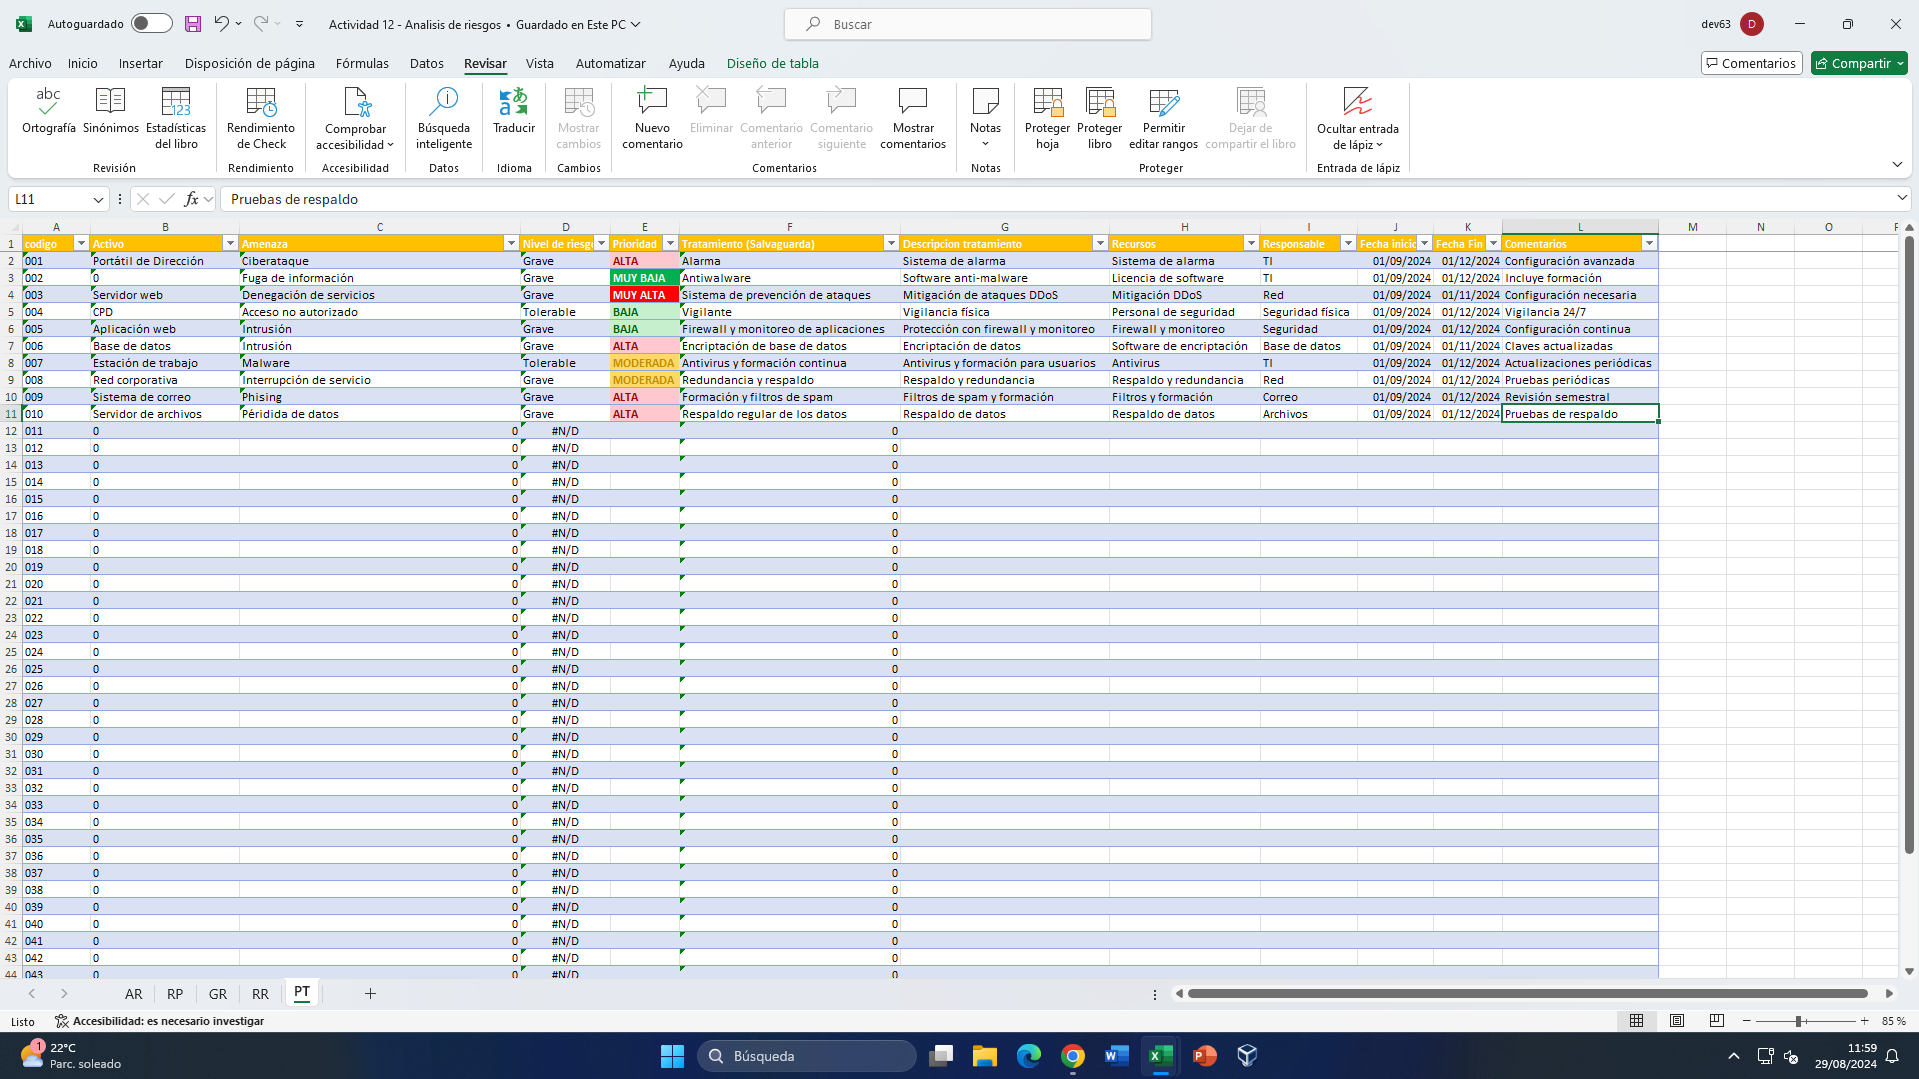 Autoguardado
Actividad 12 - Analisis de riesgos • Guardado en Este PC
Buscar
dev63
D
Archivo Inicio Insertar Disposición de página Fórmulas Datos Revisar Vista Automatizar Ayuda Diseño de tabla
Comentarios
Compartir
Ortografía
Sinónimos
Estadísticas del libro
Revisión
Rendimiento de Check
Rendimiento
Comprobar accesibilidad
Accesibilidad
Búsqueda inteligente
Datos
Traducir
Idioma
Mostrar cambios
Cambios
Nuevo comentario
Eliminar
Comentario anterior
Comentario siguiente
Mostrar comentarios
Comentarios
Notas
Notas
Proteger hoja
Proteger libro
Permitir editar rangos
Dejar de compartir el libro
Proteger
Ocultar entrada de lápiz
Entrada de lápiz
L11
fx
Pruebas de respaldo
A B C D E F G H I J K L M N O
1 codigo Activo Amenaza Nivel de riesgo Prioridad Tratamiento (Salvaguarda) Descripcion tratamiento Recursos Responsable Fecha inicio Fecha Fin Comentarios
2 001 Portátil de Dirección Ciberataque Grave ALTA Alarma Sistema de alarma Sistema de alarma TI 01/09/2024 01/12/2024 Configuración avanzada
3 002 0 Fuga de información Grave MUY BAJA Antiwalware Software anti-malware Licencia de software TI 01/09/2024 01/12/2024 Incluye formación
4 003 Servidor web Denegación de servicios Grave MUY ALTA Sistema de prevención de ataques Mitigación de ataques DDoS Mitigación DDoS Red 01/09/2024 01/11/2024 Configuración necesaria
5 004 CPD Acceso no autorizado Tolerable BAJA Vigilante Vigilancia física Personal de seguridad Seguridad física 01/09/2024 01/12/2024 Vigilancia 24/7
6 005 Aplicación web Intrusión Grave BAJA Firewall y monitoreo de aplicaciones Protección con firewall y monitoreo Firewall y monitoreo Seguridad 01/09/2024 01/12/2024 Configuración continua
7 006 Base de datos Intrusión Grave ALTA Encriptación de base de datos Encriptación de datos Software de encriptación Base de datos 01/09/2024 01/11/2024 Claves actualizadas
8 007 Estación de trabajo Malware Tolerable MODERADA Antivirus y formación continua Antivirus y formación para usuarios Antivirus TI 01/09/2024 01/12/2024 Actualizaciones periódicas
9 008 Red corporativa Interrupción de servicio Grave MODERADA Redundancia y respaldo Respaldo y redundancia Respaldo y redundancia Red 01/09/2024 01/12/2024 Pruebas periódicas
10 009 Sistema de correo Phising Grave ALTA Formación y filtros de spam Filtros de spam y formación Filtros y formación Correo 01/09/2024 01/12/2024 Revisión semestral
11 010 Servidor de archivos Péridida de datos Grave ALTA Respaldo regular de los datos Respaldo de datos Respaldo de datos Archivos 01/09/2024 01/12/2024 Pruebas de respaldo
12 011 0 0 #N/D 0
13 012 0 0 #N/D 0
14 013 0 0 #N/D 0
15 014 0 0 #N/D 0
16 015 0 0 #N/D 0
17 016 0 0 #N/D 0
18 017 0 0 #N/D 0
19 018 0 0 #N/D 0
20 019 0 0 #N/D 0
21 020 0 0 #N/D 0
22 021 0 0 #N/D 0
23 022 0 0 #N/D 0
24 023 0 0 #N/D 0
25 024 0 0 #N/D 0
26 025 0 0 #N/D 0
27 026 0 0 #N/D 0
28 027 0 0 #N/D 0
29 028 0 0 #N/D 0
30 029 0 0 #N/D 0
31 030 0 0 #N/D 0
32 031 0 0 #N/D 0
33 032 0 0 #N/D 0
34 033 0 0 #N/D 0
35 034 0 0 #N/D 0
36 035 0 0 #N/D 0
37 036 0 0 #N/D 0
38 037 0 0 #N/D 0
39 038 0 0 #N/D 0
40 039 0 0 #N/D 0
41 040 0 0 #N/D 0
42 041 0 0 #N/D 0
43 042 0 0 #N/D 0
44 043 0 0 #N/D 0
AR RP GR RR PT
Listo Accesibilidad: es necesario investigar
85 %
1
22°C
Parc. soleado
Búsqueda
11:59
29/08/2024